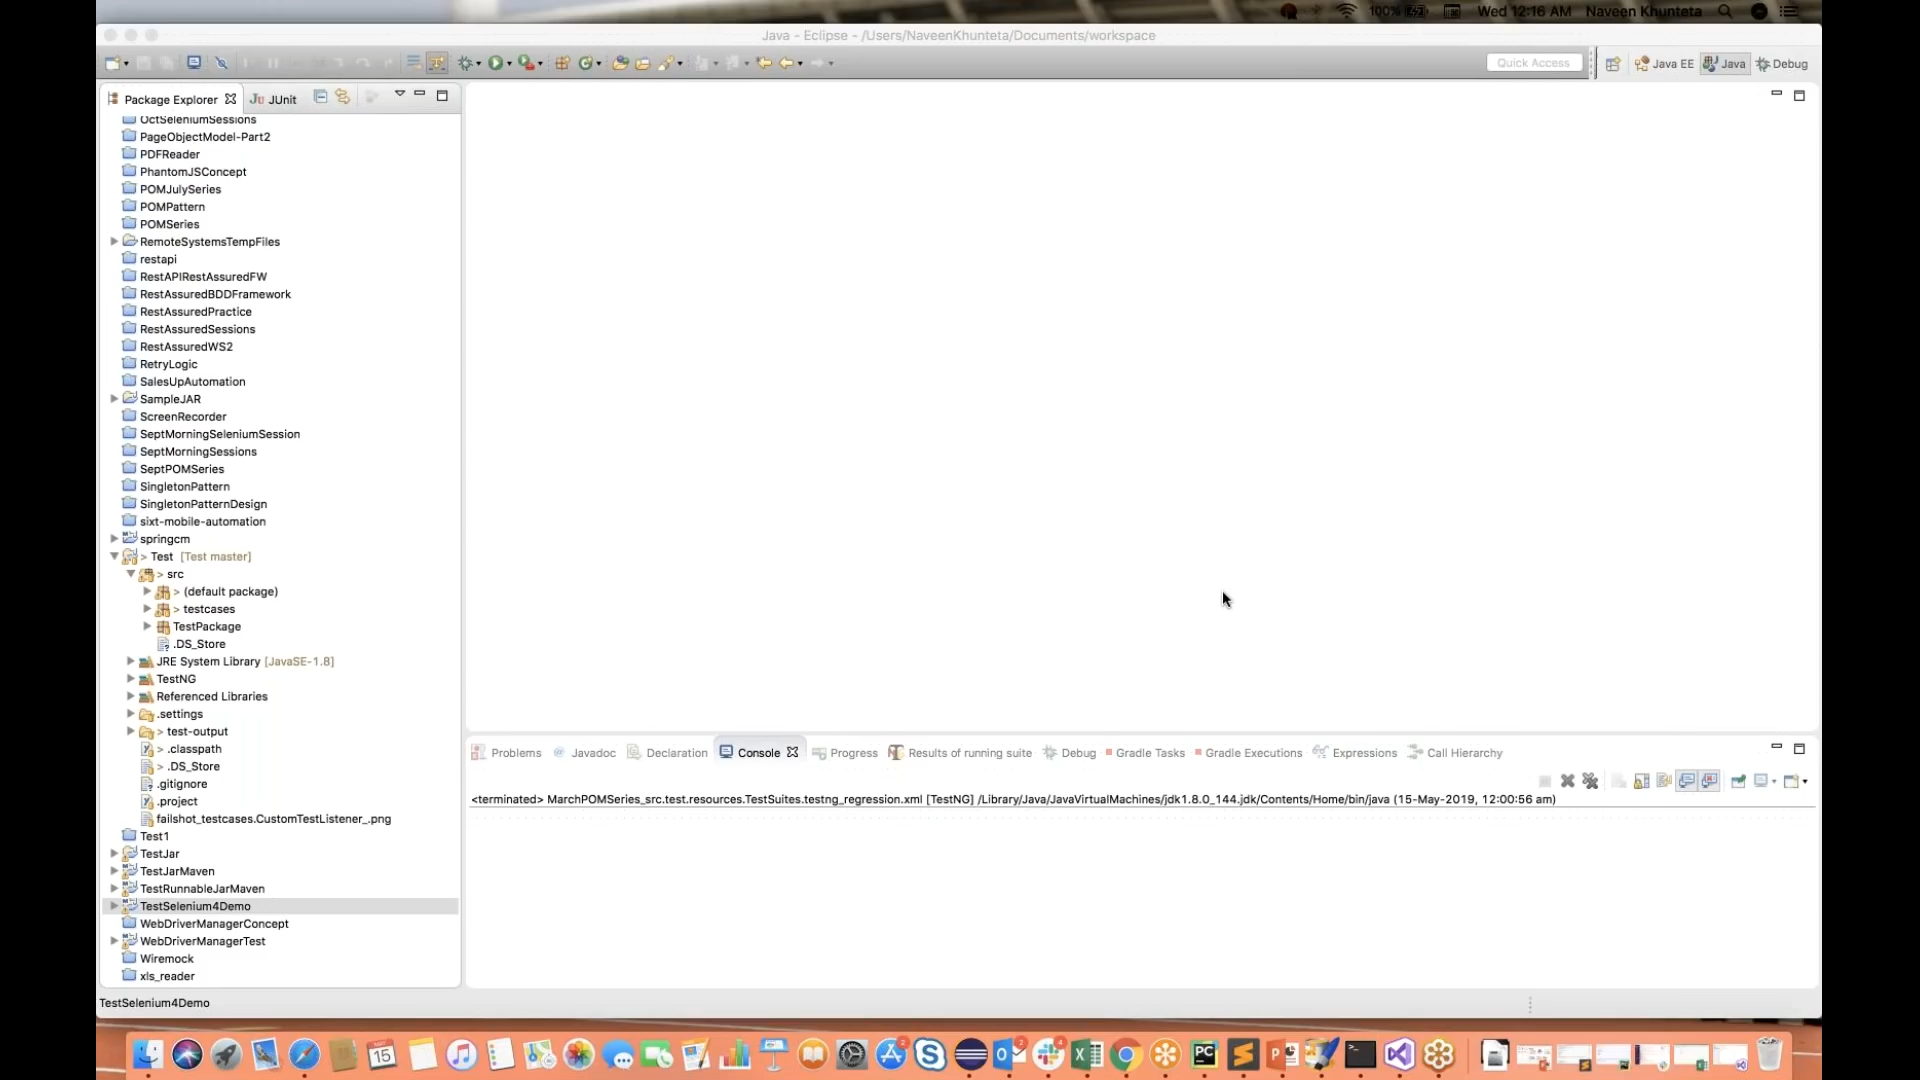 100% Wed 12:16 AM Naveen Khunteta
Java - Eclipse - /Users/NaveenKhunteta/Documents/workspace
Quick Access
Java EE
Java
Debug
Package Explorer
JUnit
OctSeleniumSessions
PageObjectModel-Part2
PDFReader
PhantomJSConcept
POMJulySeries
POMPattern
POMSeries
RemoteSystemsTempFiles
restapi
RestAPIRestAssuredFW
RestAssuredBDDFramework
RestAssuredPractice
RestAssuredSessions
RestAssuredWS2
RetryLogic
SalesUpAutomation
SampleJAR
ScreenRecorder
SeptMorningSeleniumSession
SeptMorningSessions
SeptPOMSeries
SingletonPattern
SingletonPatternDesign
sixt-mobile-automation
springcm
> Test [Test master]
> src
> (default package)
> testcases
TestPackage
.DS_Store
JRE System Library [JavaSE-1.8]
TestNG
Referenced Libraries
.settings
> test-output
> .classpath
> .DS_Store
.gitignore
.project
failshot_testcases.CustomTestListener_.png
Test1
TestJar
TestJarMaven
TestRunnableJarMaven
TestSelenium4Demo
WebDriverManagerConcept
WebDriverManagerTest
Wiremock
xls_reader
Problems
Javadoc
Declaration
Console
Progress
Results of running suite
Debug
Gradle Tasks
Gradle Executions
Expressions
Call Hierarchy
<terminated> MarchPOMSeries_src.test.resources.TestSuites.testng_regression.xml [TestNG] /Library/Java/JavaVirtualMachines/jdk1.8.0_144.jdk/Contents/Home/bin/java (15-May-2019, 12:00:56 am)
TestSelenium4Demo
15
PC